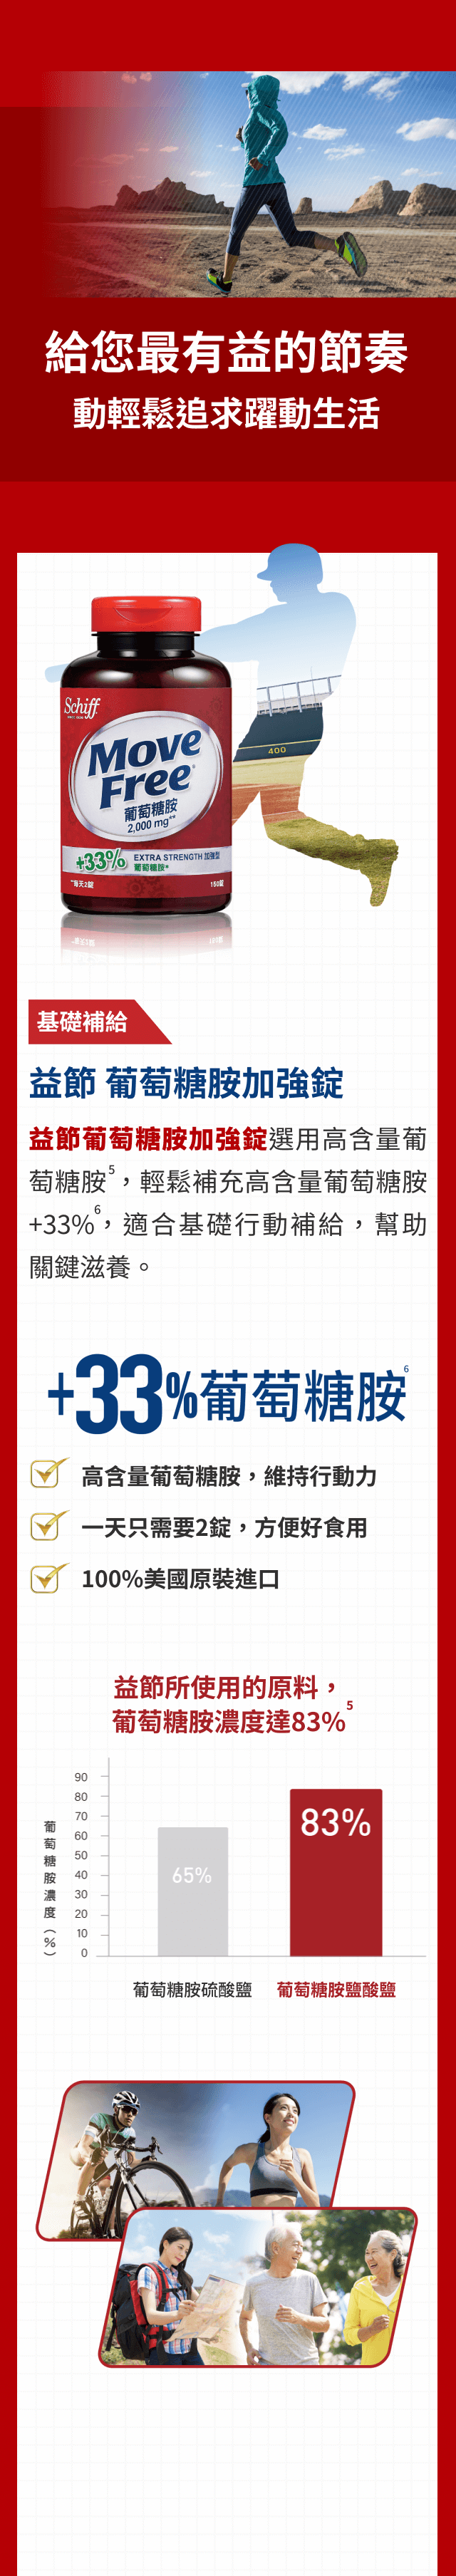 給您最有益的節奏
動輕鬆追求躍動生活
400
Schiff
Move
Free
葡萄糖胺
2,000 mg
+33%
EXTRA STRENGTH 加強型
葡萄糖胺
每天2錠
150錠
基礎補給
益節 葡萄糖胺加強錠
益節葡萄糖胺加強錠選用高含量葡
萄糖胺5，輕鬆補充高含量葡萄糖胺
+33%6，適合基礎行動補給，幫助
關鍵滋養。
+33%葡萄糖胺6
高含量葡萄糖胺，維持行動力
一天只需要2錠，方便好食用
100%美國原裝進口
益節所使用的原料，
葡萄糖胺濃度達83%5
葡萄糖胺濃度（%）
90
80
70
60
50
40
30
20
10
0
65%
83%
葡萄糖胺硫酸鹽
葡萄糖胺鹽酸鹽